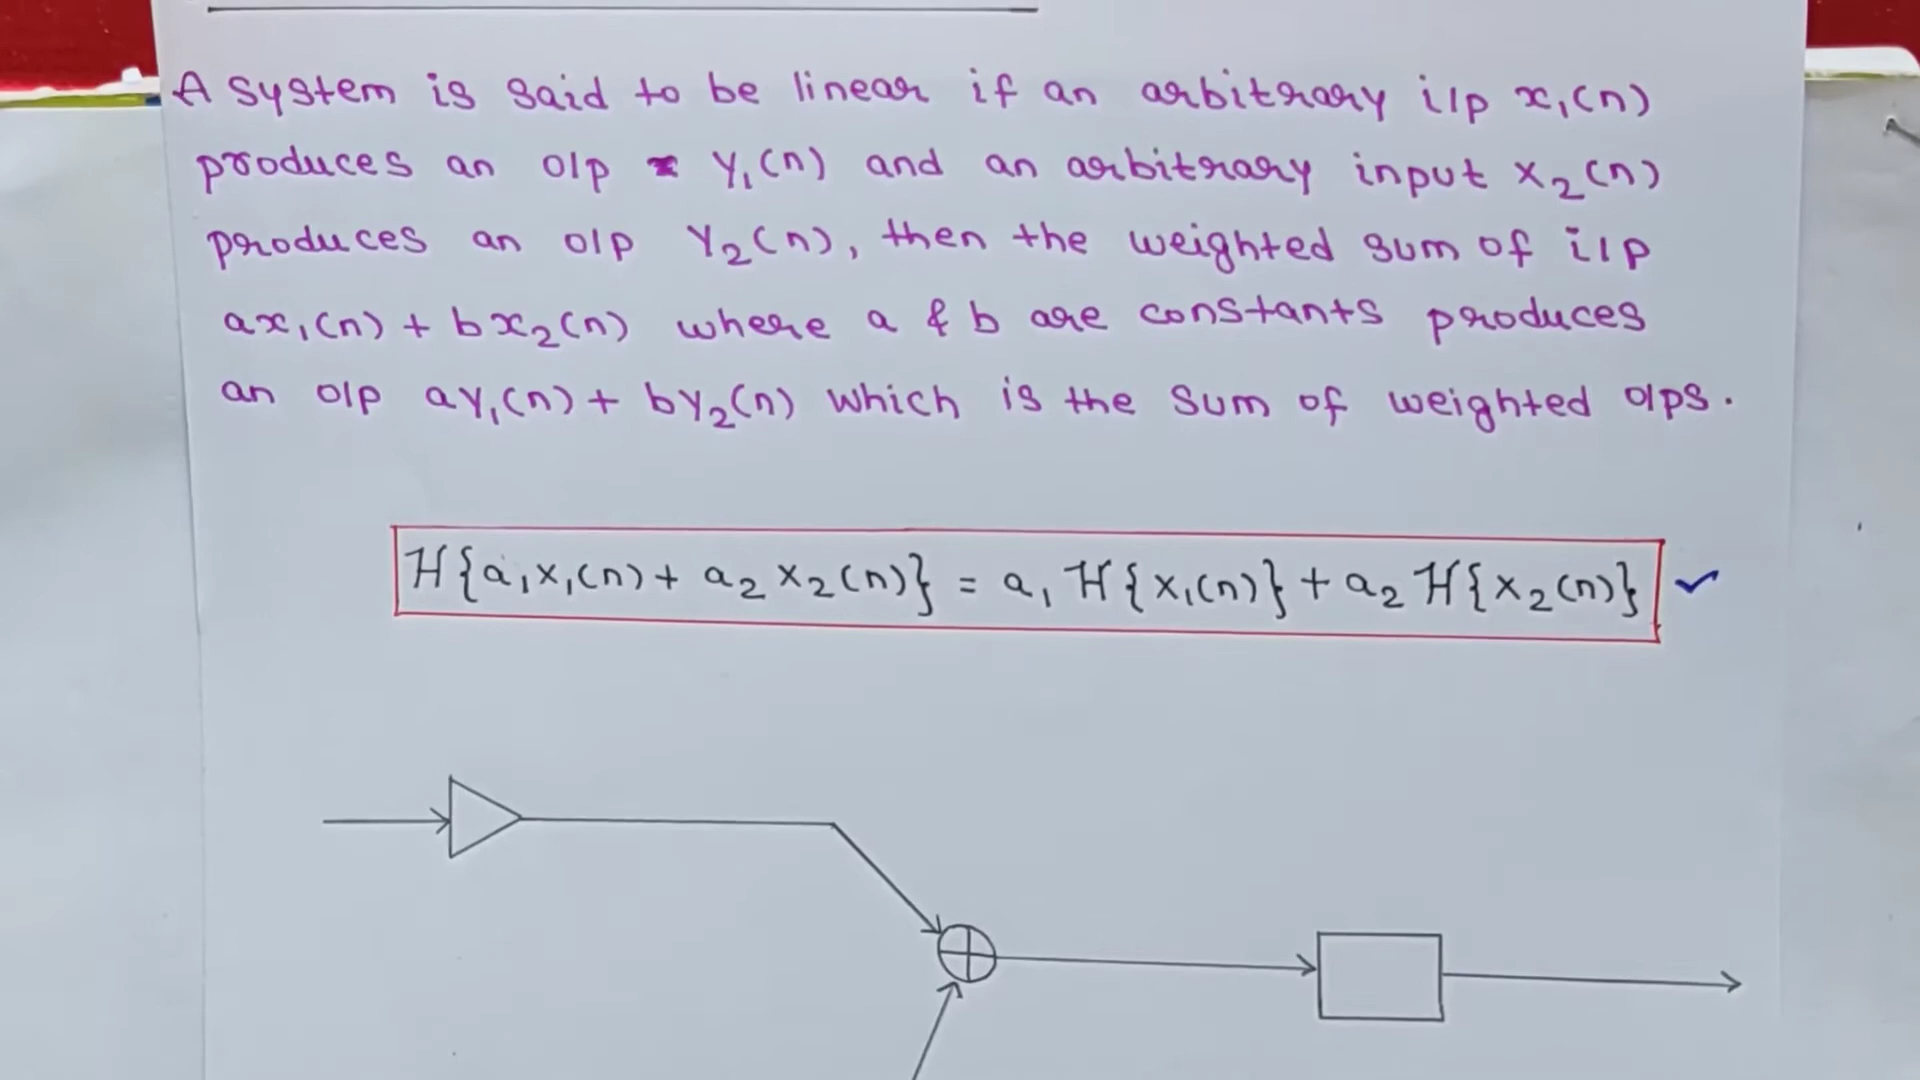 A system is said to be linear if an arbitrary i/p x₁(n)
produces an o/p y₁(n) and an arbitrary input x₂(n)
produces an o/p y₂(n), then the weighted sum of i/p
ax₁(n) + bx₂(n) where a & b are constants produces
an o/p ay₁(n) + by₂(n) which is the sum of weighted o/ps.
H{a₁x₁(n) + a₂x₂(n)} = a₁ H{x₁(n)} + a₂ H{x₂(n)}